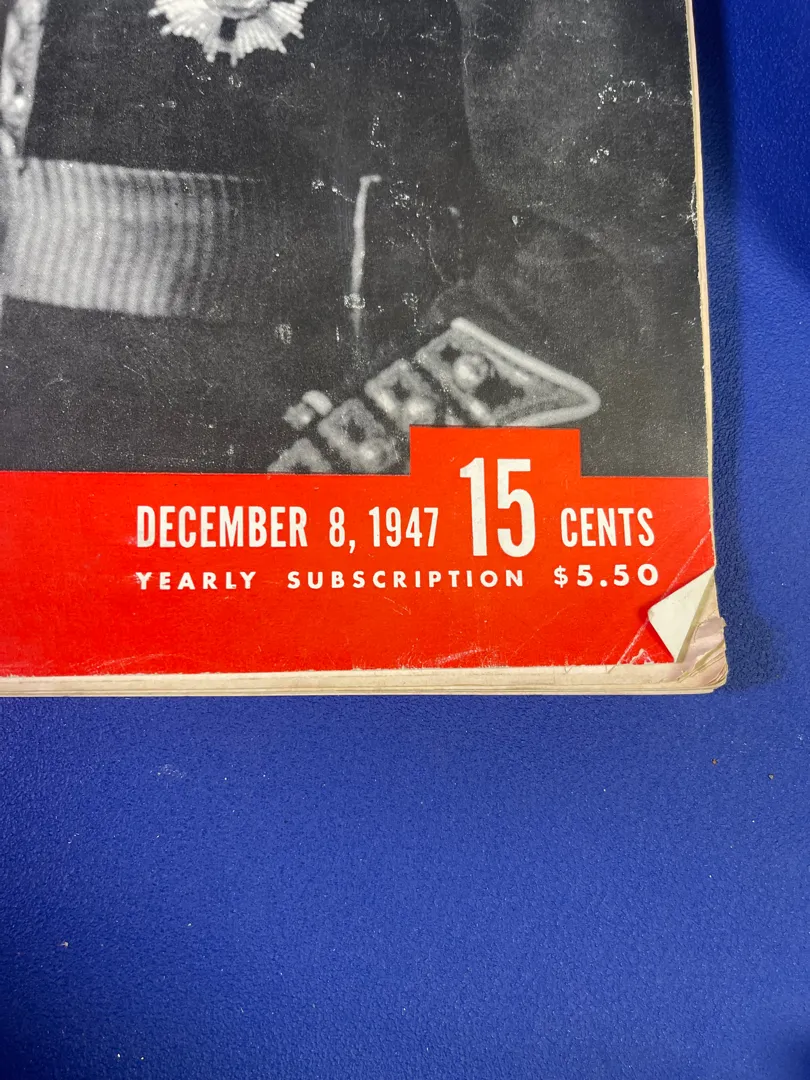 DECEMBER 8, 1947 15 CENTS
YEARLY SUBSCRIPTION $5.50